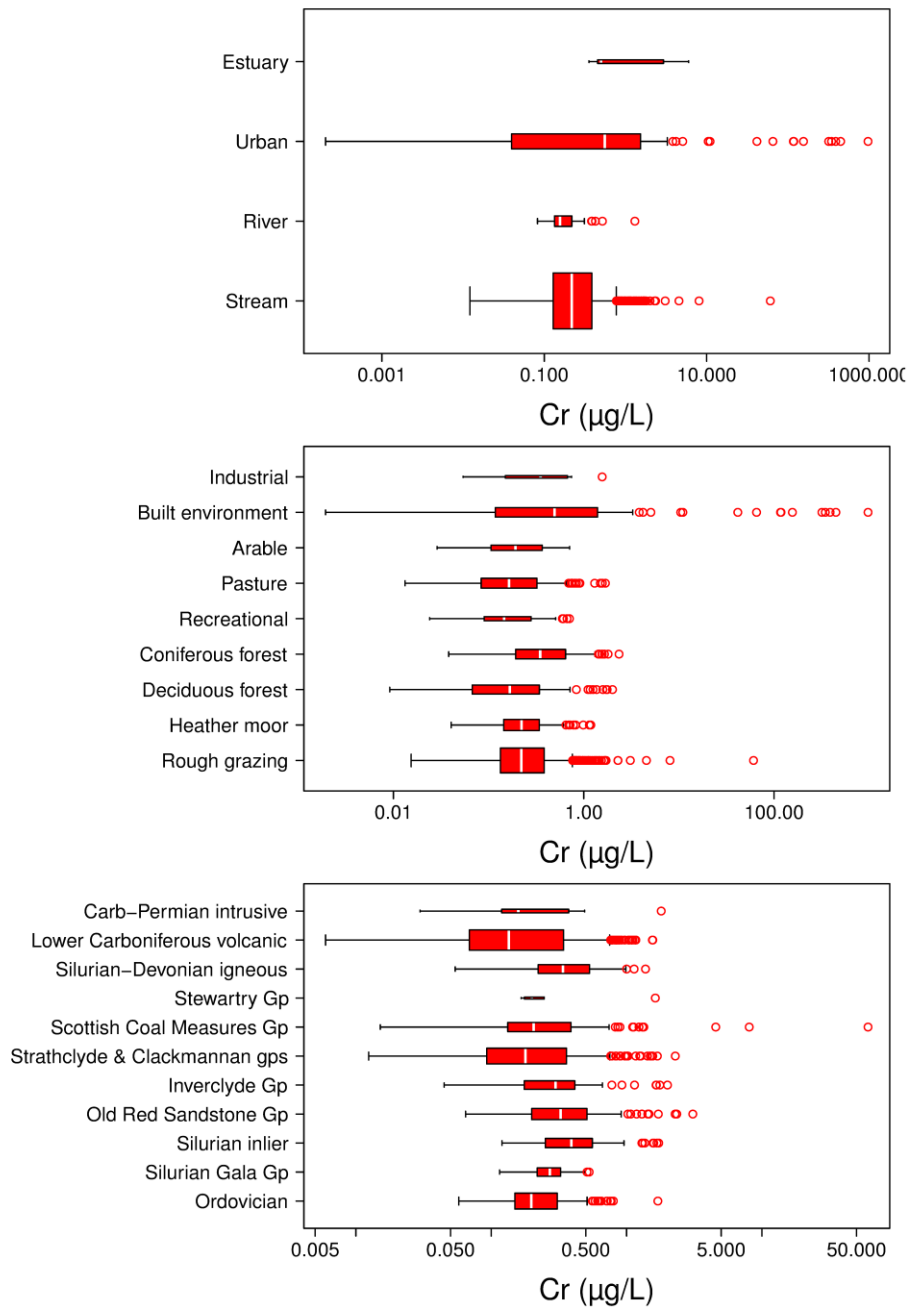 Estuary
Urban
River
Stream
0.001 0.100 10.000 1000.000
Cr (µg/L)
Industrial
Built environment
Arable
Pasture
Recreational
Coniferous forest
Deciduous forest
Heather moor
Rough grazing
0.01 1.00 100.00
Cr (µg/L)
Carb−Permian intrusive
Lower Carboniferous volcanic
Silurian−Devonian igneous
Stewartry Gp
Scottish Coal Measures Gp
Strathclyde & Clackmannan gps
Inverclyde Gp
Old Red Sandstone Gp
Silurian inlier
Silurian Gala Gp
Ordovician
0.005 0.050 0.500 5.000 50.000
Cr (µg/L)